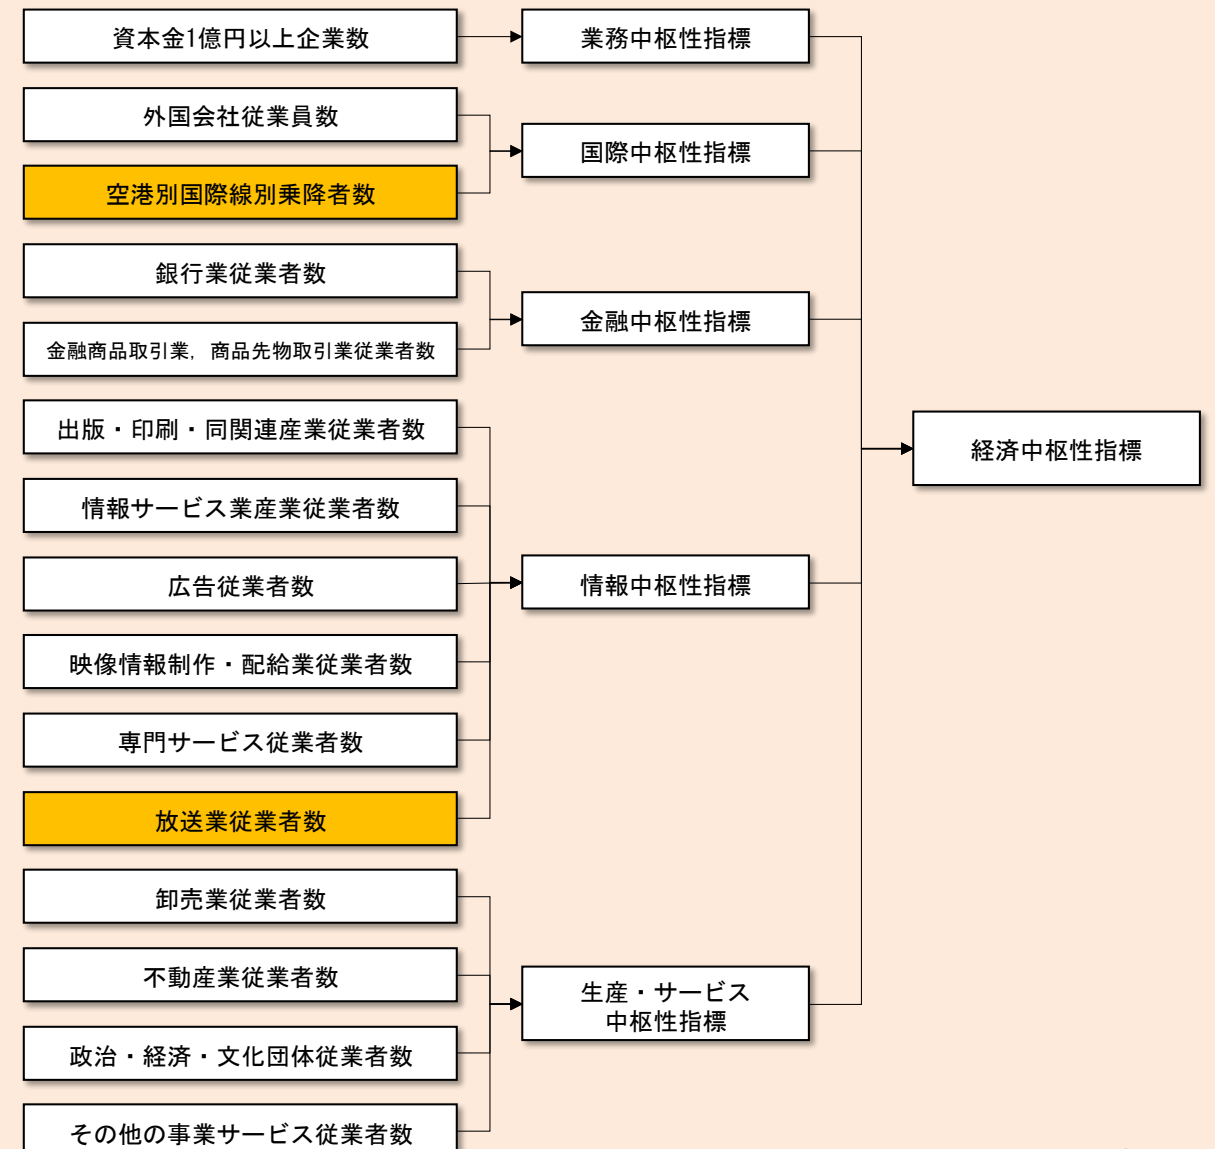 資本金1億円以上企業数
業務中枢性指標
外国会社従業員数
国際中枢性指標
空港別国際線別乗降者数
銀行業従業者数
金融中枢性指標
金融商品取引業，商品先物取引業従業者数
出版・印刷・同関連産業従業者数
経済中枢性指標
情報サービス業産業従業者数
広告従業者数
情報中枢性指標
映像情報制作・配給業従業者数
専門サービス従業者数
放送業従業者数
卸売業従業者数
不動産業従業者数
生産・サービス
中枢性指標
政治・経済・文化団体従業者数
その他の事業サービス従業者数